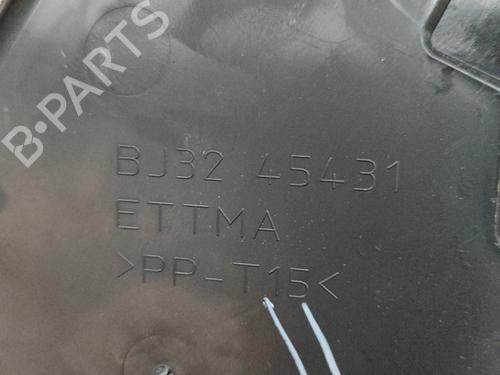 B-PARTS
BJ32 45431
ETTMA
>PP-T15<